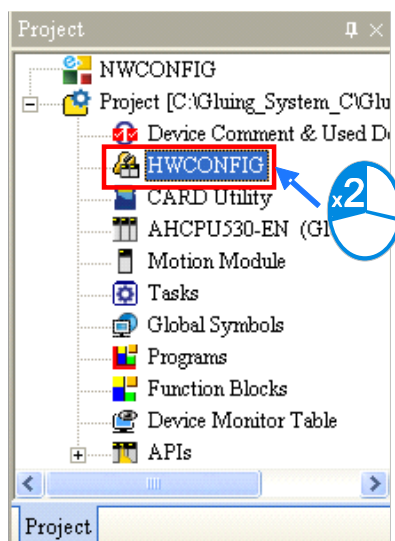 Project
NWCONFIG
Project [C:\Gluing_System_C\Glu
Device Comment & Used De
HWCONFIG
x2
CARD Utility
AHCPU530-EN (Gl
Motion Module
Tasks
Global Symbols
Programs
Function Blocks
Device Monitor Table
APIs
Project